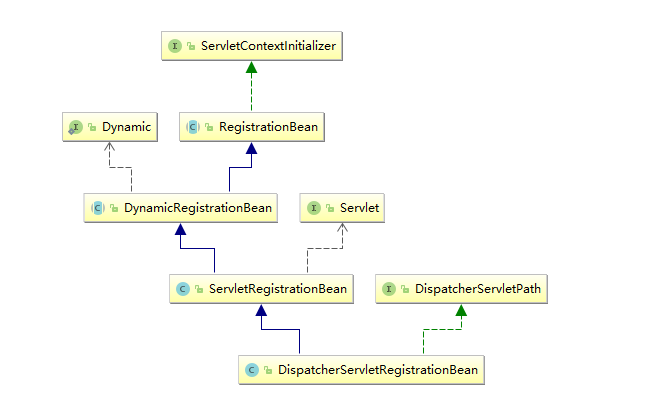 ServletContextInitializer
Dynamic
RegistrationBean
DynamicRegistrationBean
Servlet
ServletRegistrationBean
DispatcherServletPath
DispatcherServletRegistrationBean